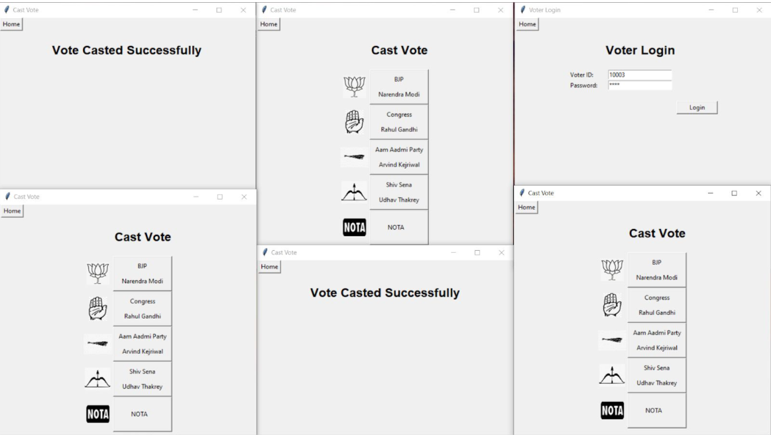 Cast Vote
Home
Vote Casted Successfully
Cast Vote
Home
Cast Vote
BJP
Narendra Modi
Congress
Rahul Gandhi
Aam Aadmi Party
Arvind Kejriwal
Shiv Sena
Udhav Thakrey
NOTA NOTA
Voter Login
Home
Voter Login
Voter ID: 10003
Password: ****
Login
Cast Vote
Home
Cast Vote
BJP
Narendra Modi
Congress
Rahul Gandhi
Aam Aadmi Party
Arvind Kejriwal
Shiv Sena
Udhav Thakrey
NOTA NOTA
Cast Vote
Home
Vote Casted Successfully
Cast Vote
Home
Cast Vote
BJP
Narendra Modi
Congress
Rahul Gandhi
Aam Aadmi Party
Arvind Kejriwal
Shiv Sena
Udhav Thakrey
NOTA NOTA